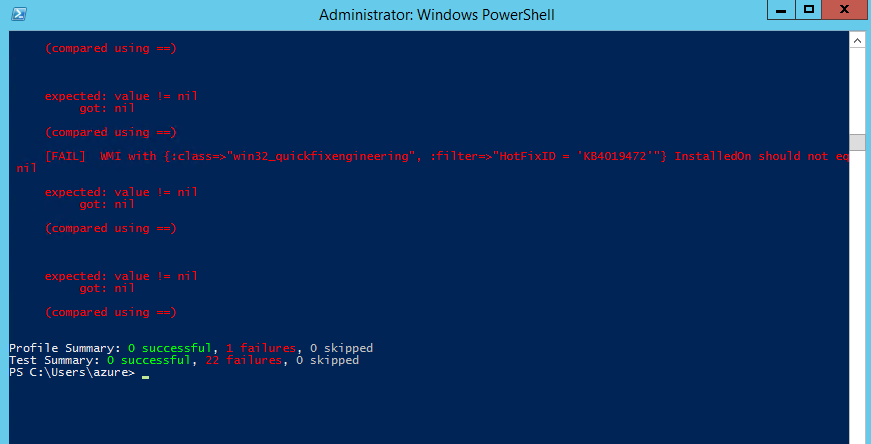 Administrator: Windows PowerShell
(compared using ==)
expected: value != nil
got: nil
(compared using ==)
[FAIL]  WMI with {:class=>"win32_quickfixengineering", :filter=>"HotFixID = 'KB4019472'"} InstalledOn should not eq
nil
expected: value != nil
got: nil
(compared using ==)
expected: value != nil
got: nil
(compared using ==)
Profile Summary: 0 successful, 1 failures, 0 skipped
Test Summary: 0 successful, 22 failures, 0 skipped
PS C:\Users\azure> _